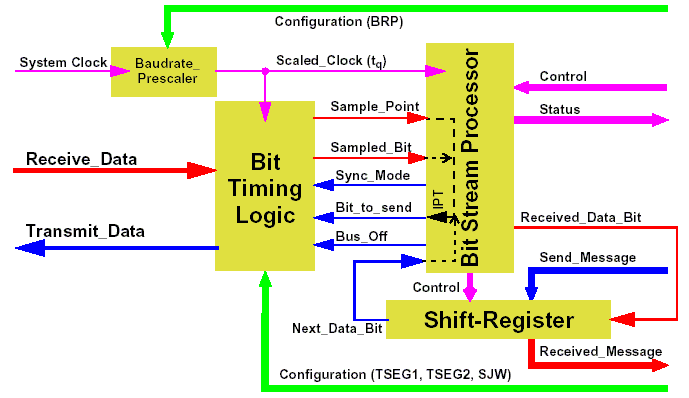 Configuration (BRP)
System Clock
Baudrate_
Prescaler
Scaled_Clock (tq)
Control
Status
Sample_Point
Sampled_Bit
Sync_Mode
Bit_to_send
Bus_Off
Receive_Data
Transmit_Data
Bit
Timing
Logic
IPT
Bit Stream Processor
Received_Data_Bit
Send_Message
Control
Next_Data_Bit
Shift-Register
Received_Message
Configuration (TSEG1, TSEG2, SJW)